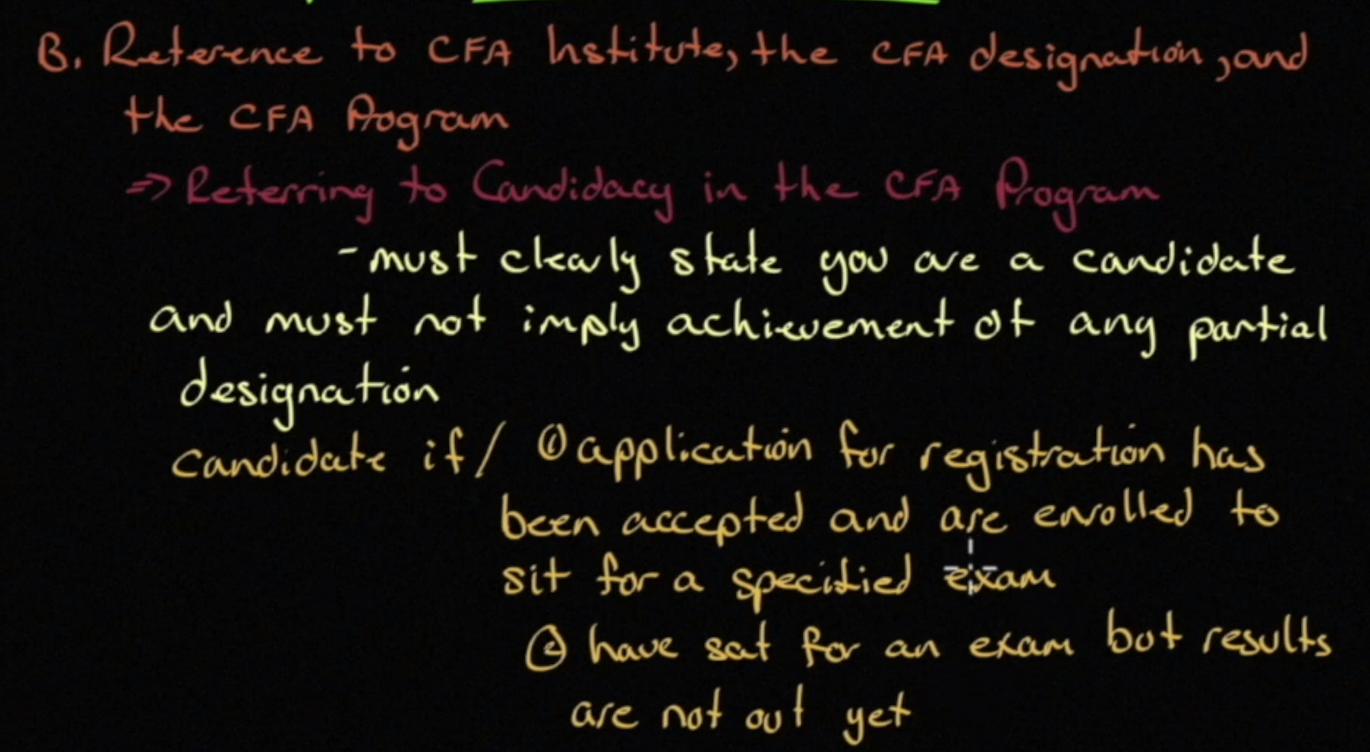 B. Reference to CFA Institute, the CFA designation, and
the CFA Program
=> Referring to Candidacy in the CFA Program
- must clearly state you are a candidate
and must not imply achievement of any partial
designation
candidate if/ ① application for registration has
been accepted and are enrolled to
sit for a specified exam
② have sat for an exam but results
are not out yet